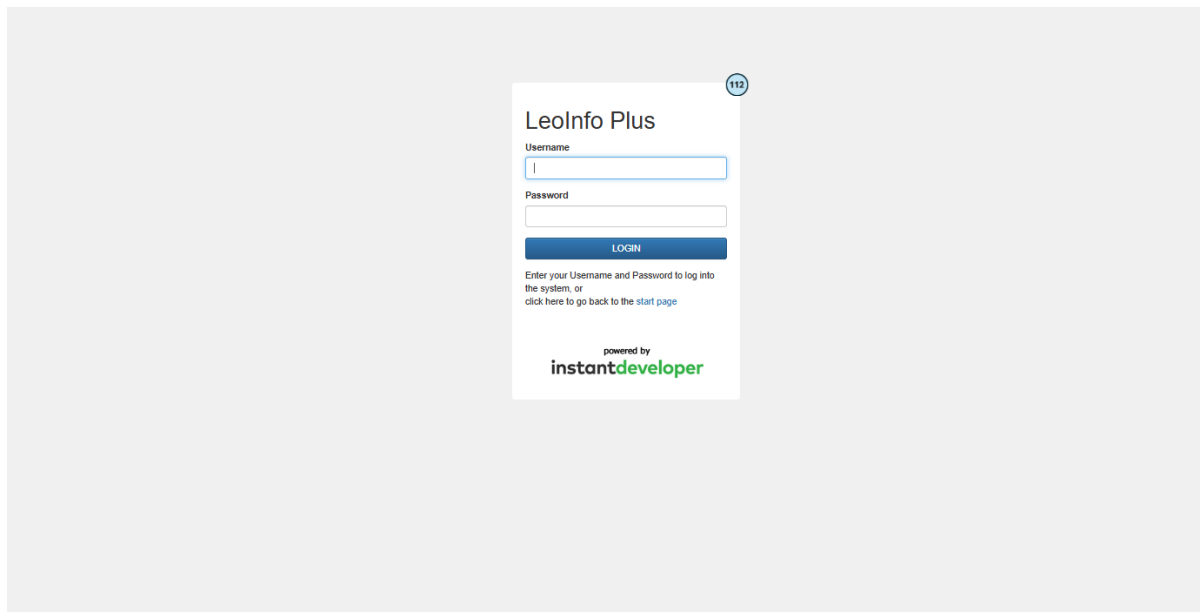 112
LeoInfo Plus
Username
Password
LOGIN
Enter your Username and Password to log into
the system, or
click here to go back to the start page
powered by
instantdeveloper